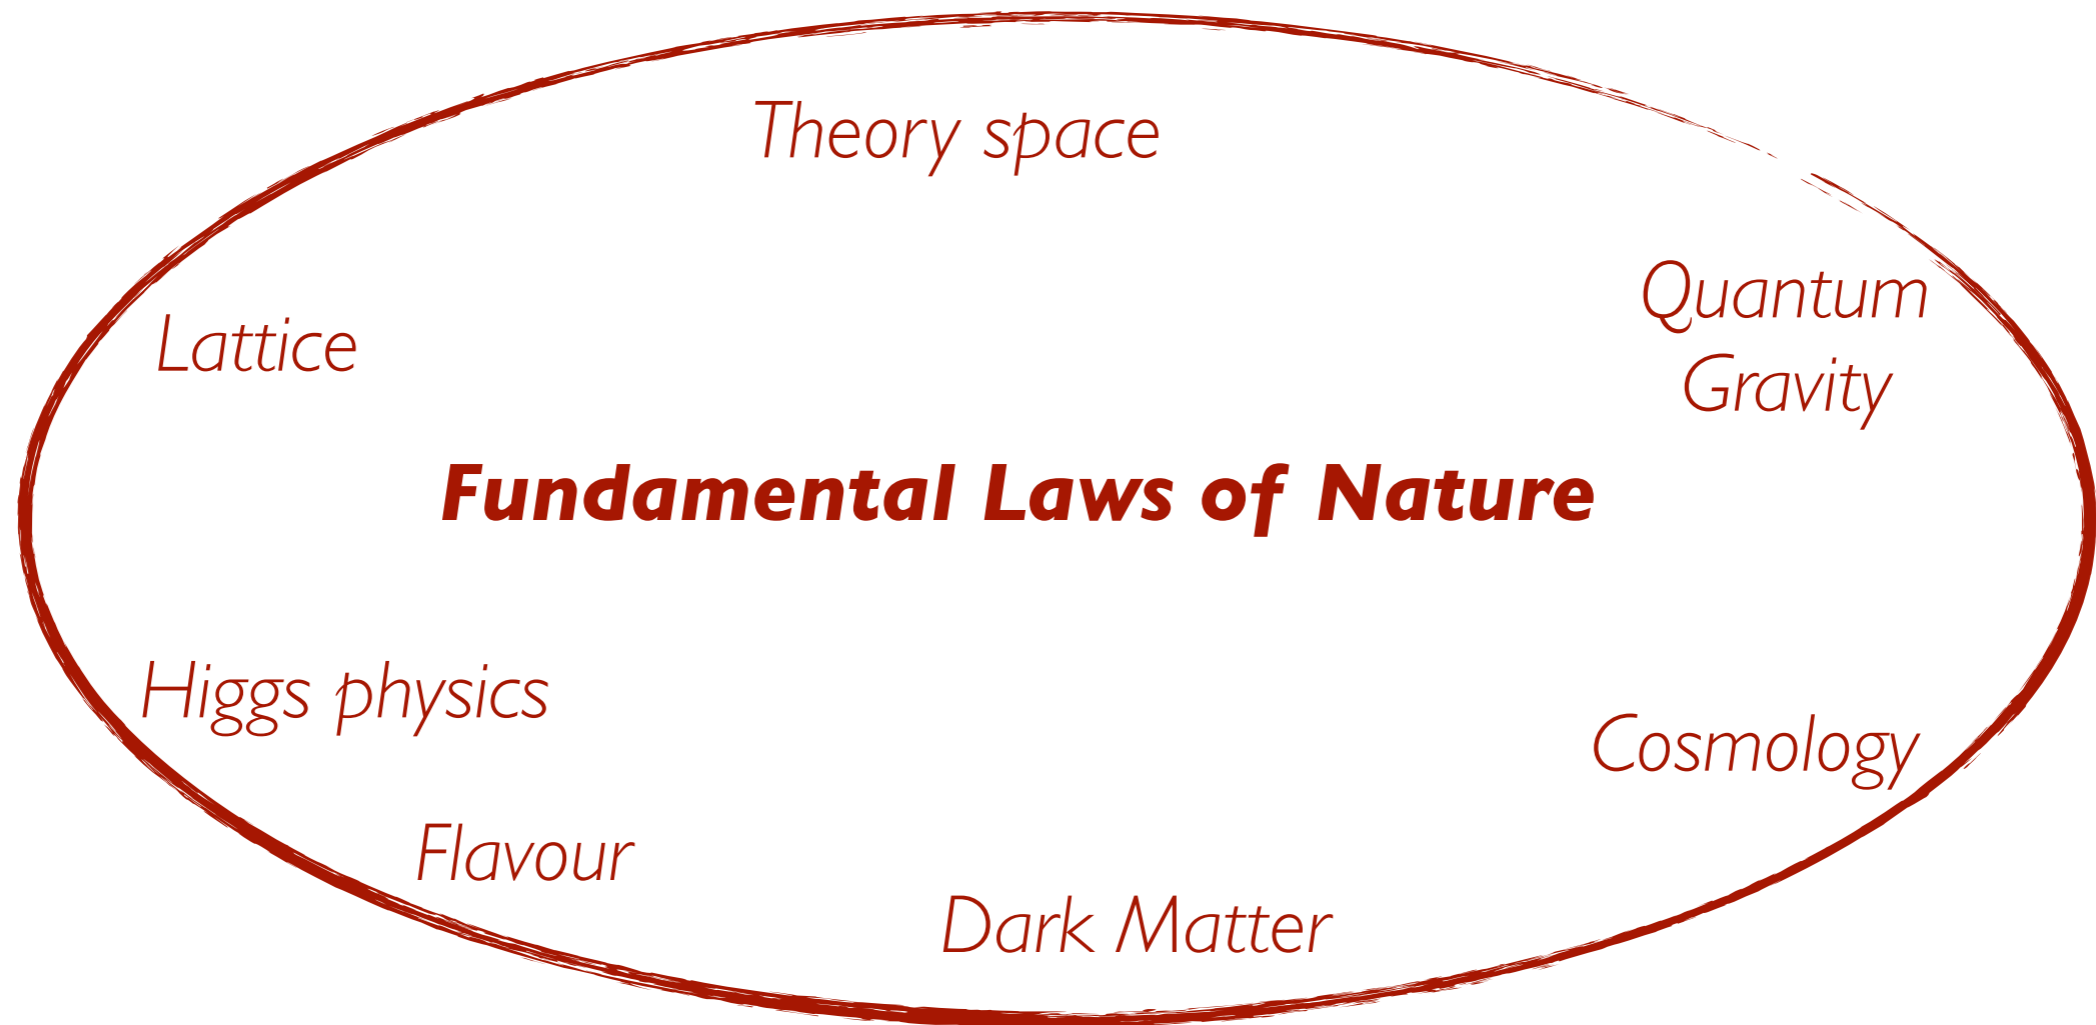 Theory space
Quantum
Gravity
Lattice
Fundamental Laws of Nature
Higgs physics
Cosmology
Flavour
Dark Matter